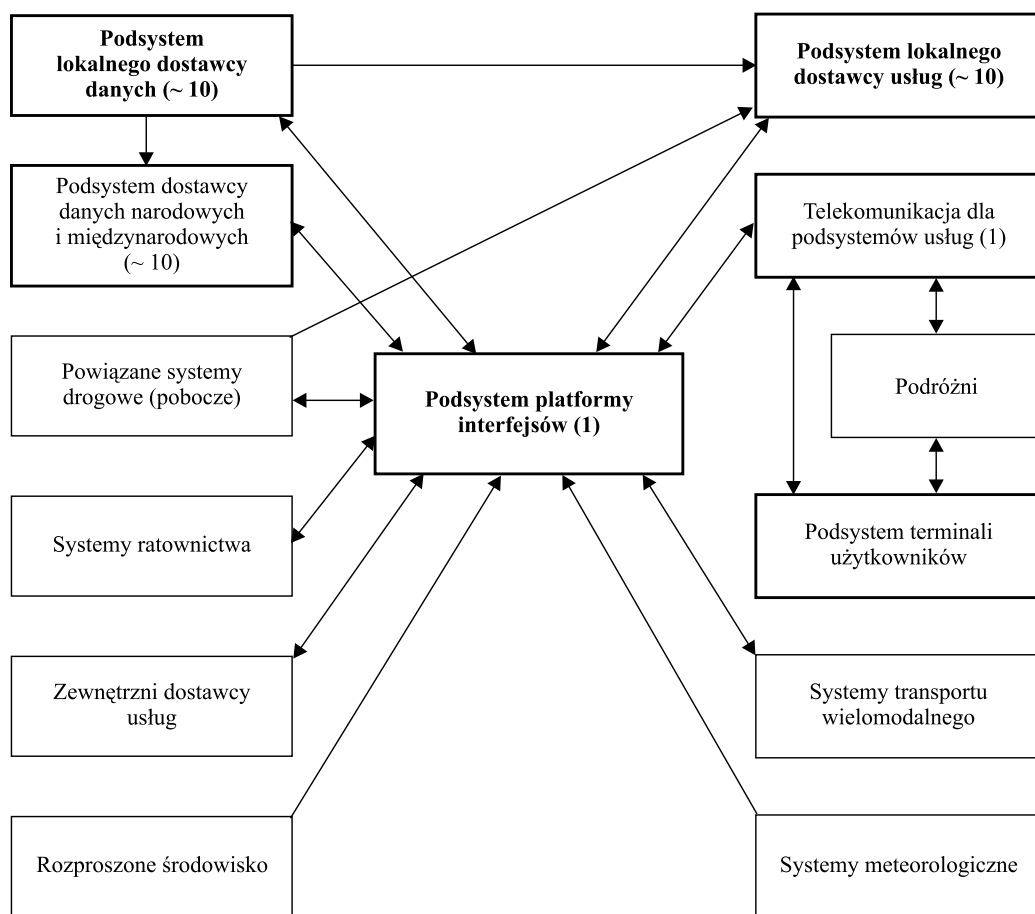 Podsystem
lokalnego dostawcy
danych (~ 10)
Podsystem lokalnego
dostawcy usług (~ 10)
Podsystem dostawcy
danych narodowych
i międzynarodowych
(~ 10)
Telekomunikacja dla
podsystemów usług (1)
Powiązane systemy
drogowe (pobocze)
Podsystem platformy
interfejsów (1)
Podróżni
Systemy ratownictwa
Podsystem terminali
użytkowników
Zewnętrzni dostawcy
usług
Systemy transportu
wielomodalnego
Rozproszone środowisko
Systemy meteorologiczne